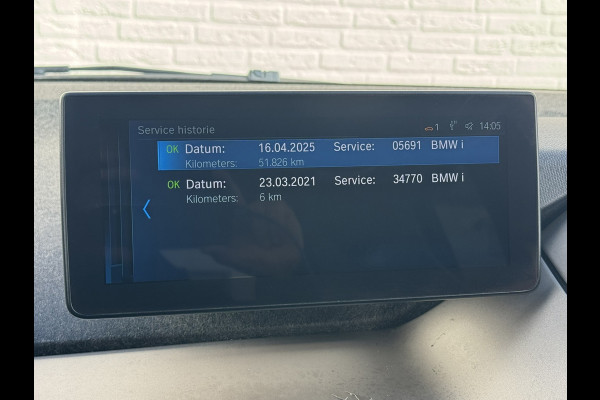 Service historie 1 14:05
OK Datum: 16.04.2025 Service: 05691 BMW i
Kilometers: 51.826 km
OK Datum: 23.03.2021 Service: 34770 BMW i
Kilometers: 6 km